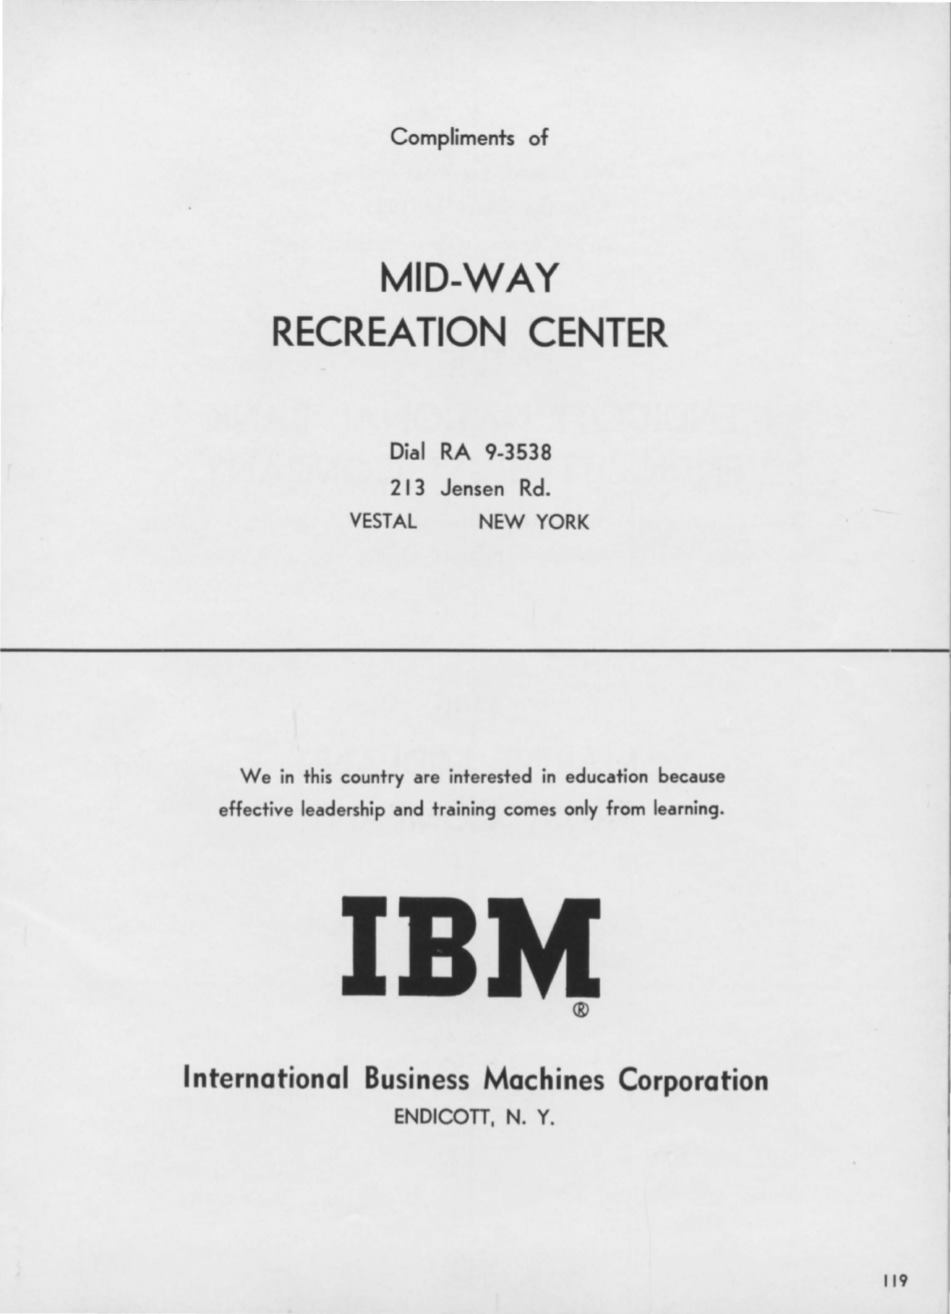 Compliments of
MID-WAY
RECREATION CENTER
Dial RA 9-3538
213 Jensen Rd.
VESTAL NEW YORK
We in this country are interested in education because
effective leadership and training comes only from learning.
IBM
®
International Business Machines Corporation
ENDICOTT, N. Y.
119